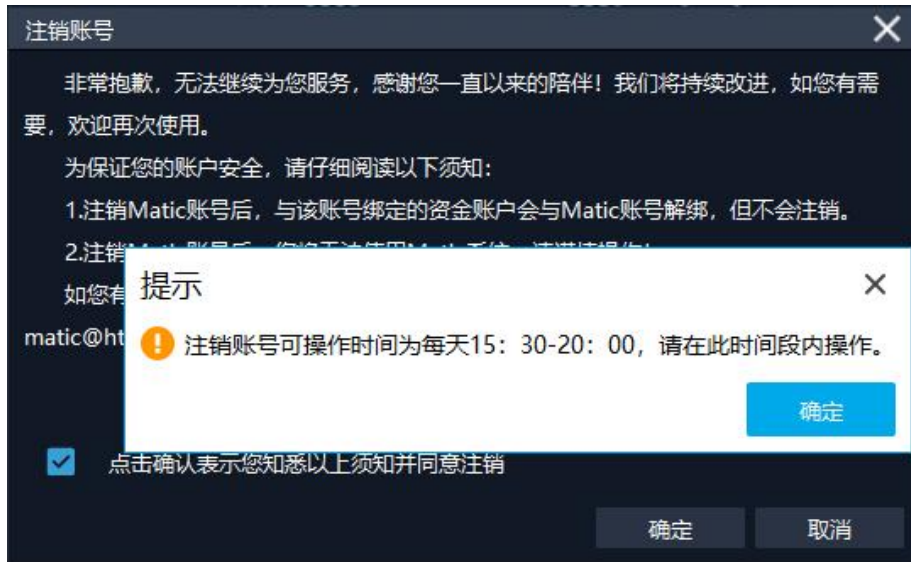 注销账号
非常抱歉，无法继续为您服务，感谢您一直以来的陪伴！我们将持续改进，如您有需
要，欢迎再次使用。
为保证您的账户安全，请仔细阅读以下须知：
1.注销Matic账号后，与该账号绑定的资金账户会与Matic账号解绑，但不会注销。
2.注销
如您有
提示
matic@ht
注销账号可操作时间为每天15：30-20：00，请在此时间段内操作。
确定
点击确认表示您知悉以上须知并同意注销
确定 取消